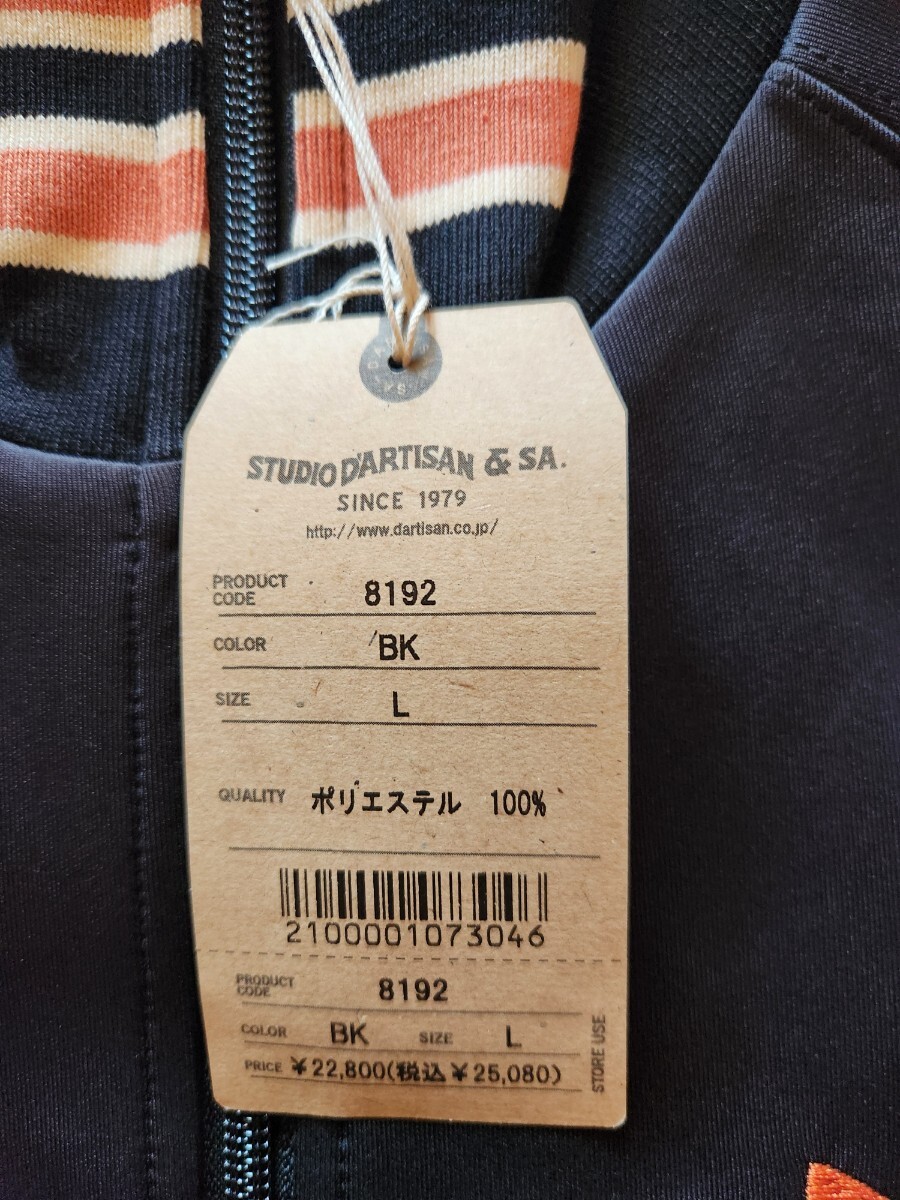 STUDIO D'ARTISAN & SA.
SINCE 1979
http://www.dartisan.co.jp/
PRODUCT CODE 8192
COLOR BK
SIZE L
QUALITY ポリエステル 100%
2100001073046
PRODUCT CODE 8192
COLOR BK SIZE L
PRICE ¥22,800(税込¥25,080)
STORE USE